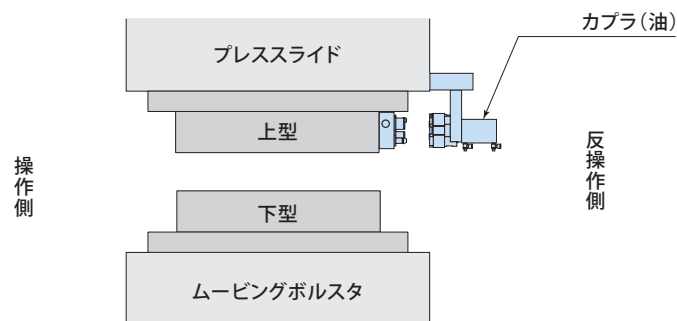 カプラ（油）
プレススライド
上型
操作側
反操作側
下型
ムービングボルスタ